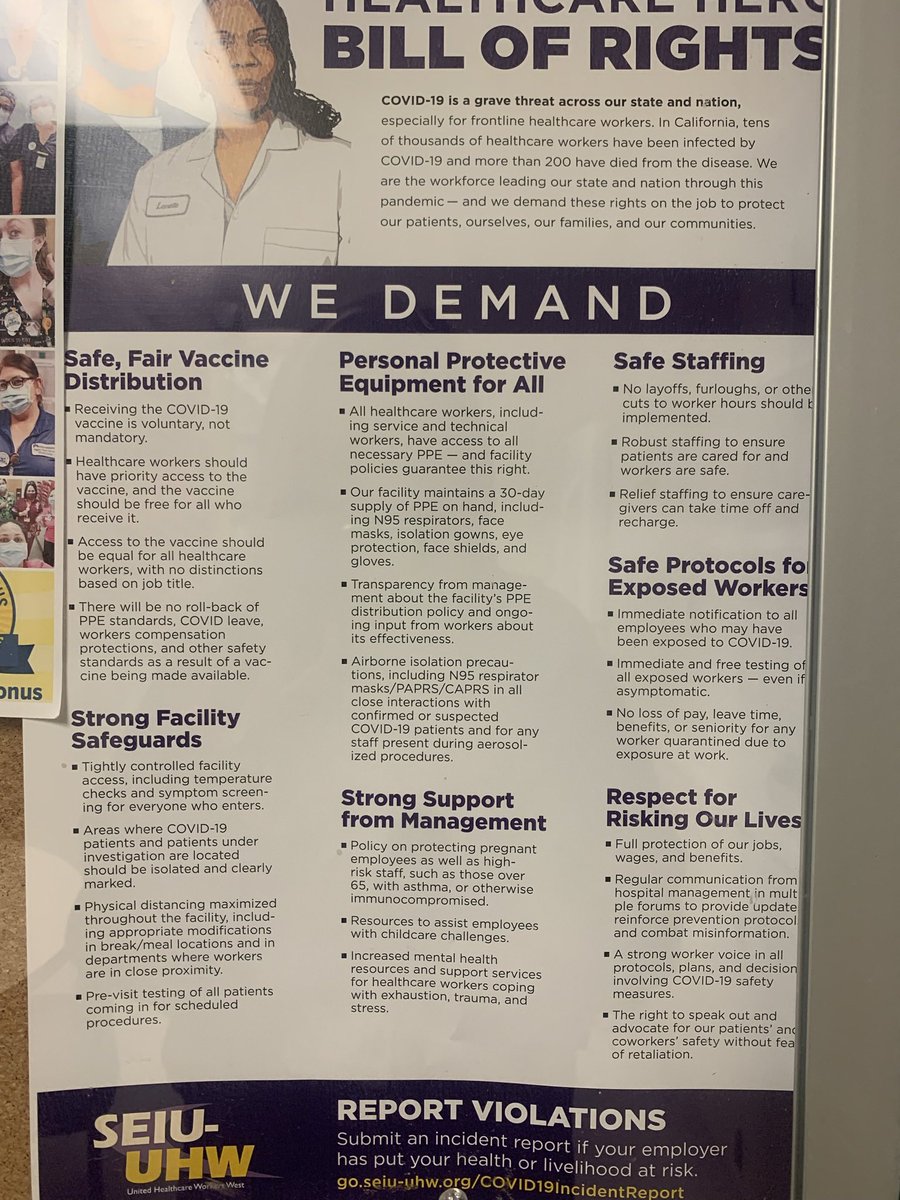 HEALTHCARE HERO
BILL OF RIGHTS
COVID-19 is a grave threat across our state and nation,
especially for frontline healthcare workers. In California, tens
of thousands of healthcare workers have been infected by
COVID-19 and more than 200 have died from the disease. We
are the workforce leading our state and nation through this
pandemic — and we demand these rights on the job to protect
our patients, ourselves, our families, and our communities.
WE DEMAND
Safe, Fair Vaccine
Distribution
▪ Receiving the COVID-19
vaccine is voluntary, not
mandatory.
▪ Healthcare workers should
have priority access to the
vaccine, and the vaccine
should be free for all who
receive it.
▪ Access to the vaccine should
be equal for all healthcare
workers, with no distinctions
based on job title.
▪ There will be no roll-back of
PPE standards, COVID leave,
workers compensation
protections, and other safety
standards as a result of a vac-
cine being made available.
Strong Facility
Safeguards
▪ Tightly controlled facility
access, including temperature
checks and symptom screen-
ing for everyone who enters.
▪ Areas where COVID-19
patients and patients under
investigation are located
should be isolated and clearly
marked.
▪ Physical distancing maximized
throughout the facility, includ-
ing appropriate modifications
in break/meal locations and in
departments where workers
are in close proximity.
▪ Pre-visit testing of all patients
coming in for scheduled
procedures.
Personal Protective
Equipment for All
▪ All healthcare workers, includ-
ing service and technical
workers, have access to all
necessary PPE — and facility
policies guarantee this right.
▪ Our facility maintains a 30-day
supply of PPE on hand, includ-
ing N95 respirators, face
masks, isolation gowns, eye
protection, face shields, and
gloves.
▪ Transparency from manage-
ment about the facility's PPE
distribution policy and ongo-
ing input from workers about
its effectiveness.
▪ Airborne isolation precau-
tions, including N95 respirator
masks/PAPRS/CAPRS in all
close interactions with
confirmed or suspected
COVID-19 patients and for any
staff present during aerosol-
ized procedures.
Strong Support
from Management
▪ Policy on protecting pregnant
employees as well as high-
risk staff, such as those over
65, with asthma, or otherwise
immunocompromised.
▪ Resources to assist employees
with childcare challenges.
▪ Increased mental health
resources and support services
for healthcare workers coping
with exhaustion, trauma, and
stress.
Safe Staffing
▪ No layoffs, furloughs, or othe
cuts to worker hours should b
implemented.
▪ Robust staffing to ensure
patients are cared for and
workers are safe.
▪ Relief staffing to ensure care-
givers can take time off and
recharge.
Safe Protocols fo
Exposed Workers
▪ Immediate notification to all
employees who may have
been exposed to COVID-19.
▪ Immediate and free testing of
all exposed workers — even if
asymptomatic.
▪ No loss of pay, leave time,
benefits, or seniority for any
worker quarantined due to
exposure at work.
Respect for
Risking Our Lives
▪ Full protection of our jobs,
wages, and benefits.
▪ Regular communication from
hospital management in mult
ple forums to provide update
reinforce prevention protocol
and combat misinformation.
▪ A strong worker voice in all
protocols, plans, and decision
involving COVID-19 safety
measures.
▪ The right to speak out and
advocate for our patients' and
coworkers' safety without fea
of retaliation.
onus
SEIU-
UHW
United Healthcare Workers West
REPORT VIOLATIONS
Submit an incident report if your employer
has put your health or livelihood at risk.
go.seiu-uhw.org/COVID19IncidentReport